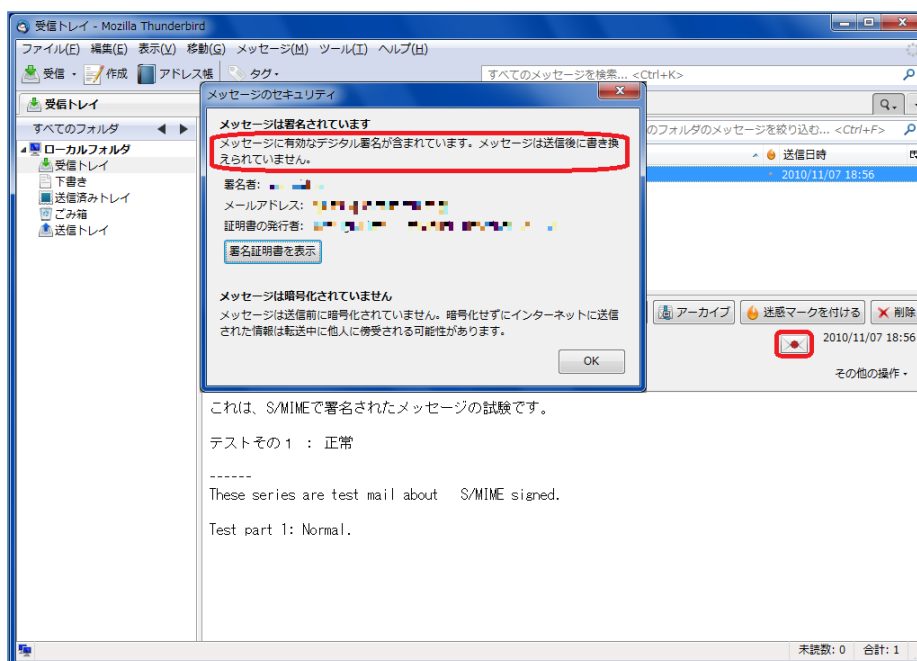 受信トレイ - Mozilla Thunderbird
ファイル(F) 編集(E) 表示(V) 移動(G) メッセージ(M) ツール(T) ヘルプ(H)
受信 作成 アドレス帳 タグ すべてのメッセージを検索... <Ctrl+K>
受信トレイ
すべてのフォルダ
ローカルフォルダ
受信トレイ
下書き
送信済みトレイ
ごみ箱
送信トレイ
のフォルダのメッセージを絞り込む... <Ctrl+F>
送信日時
2010/11/07 18:56
メッセージのセキュリティ
メッセージは署名されています
メッセージに有効なデジタル署名が含まれています。メッセージは送信後に書き換
えられていません。
署名者:
メールアドレス:
証明書の発行者:
署名証明書を表示
メッセージは暗号化されていません
メッセージは送信前に暗号化されていません。暗号化せずにインターネットに送信
された情報は転送中に他人に傍受される可能性があります。
OK
アーカイブ 迷惑マークを付ける 削除
2010/11/07 18:56
その他の操作
これは、S/MIMEで署名されたメッセージの試験です。
テストその１ ： 正常
------
These series are test mail about S/MIME signed.
Test part 1: Normal.
未読数: 0 合計: 1